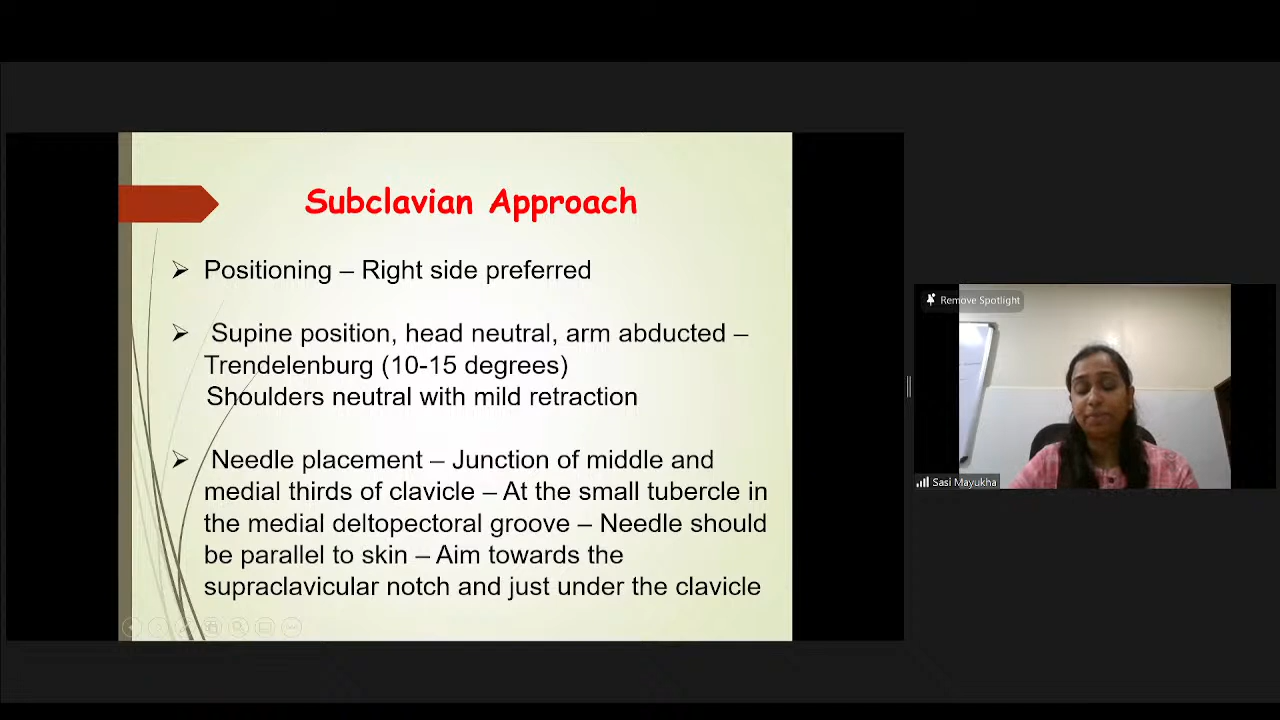 Subclavian Approach
➢ Positioning – Right side preferred
➢ Supine position, head neutral, arm abducted –
Trendelenburg (10-15 degrees)
Shoulders neutral with mild retraction
➢ Needle placement – Junction of middle and
medial thirds of clavicle – At the small tubercle in
the medial deltopectoral groove – Needle should
be parallel to skin – Aim towards the
supraclavicular notch and just under the clavicle
Remove Spotlight
Sasi Mayukha